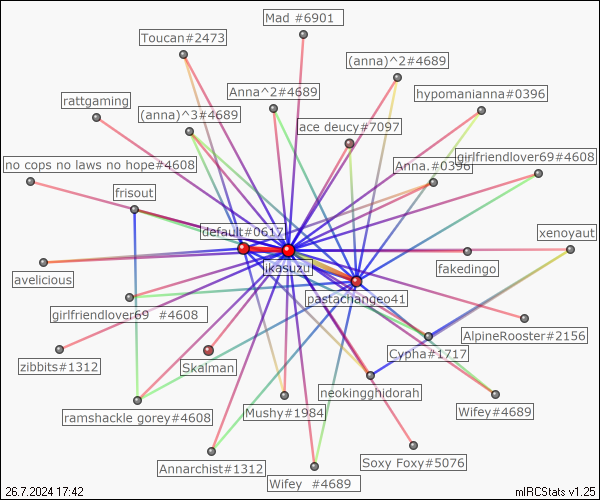 Mad #6901
Toucan#2473
(anna)^2#4689
Anna^2#4689
hypomanianna#0396
rattgaming
(anna)^3#4689
ace deucy#7097
girlfriendlover69#4608
no cops no laws no hope#4608
Anna.#0396
frisout
default#0617
xenoyaut
jkasuzu
fakedingo
avelicious
pastachangeo41
girlfriendlover69 #4608
AlpineRooster#2156
Cypha#1717
zibbits#1312
Skalman
neokingghidorah
ramshackle gorey#4608
Mushy#1984
Wifey#4689
Annarchist#1312
Soxy Foxy#5076
Wifey #4689
26.7.2024 17:42
mIRCStats v1.25